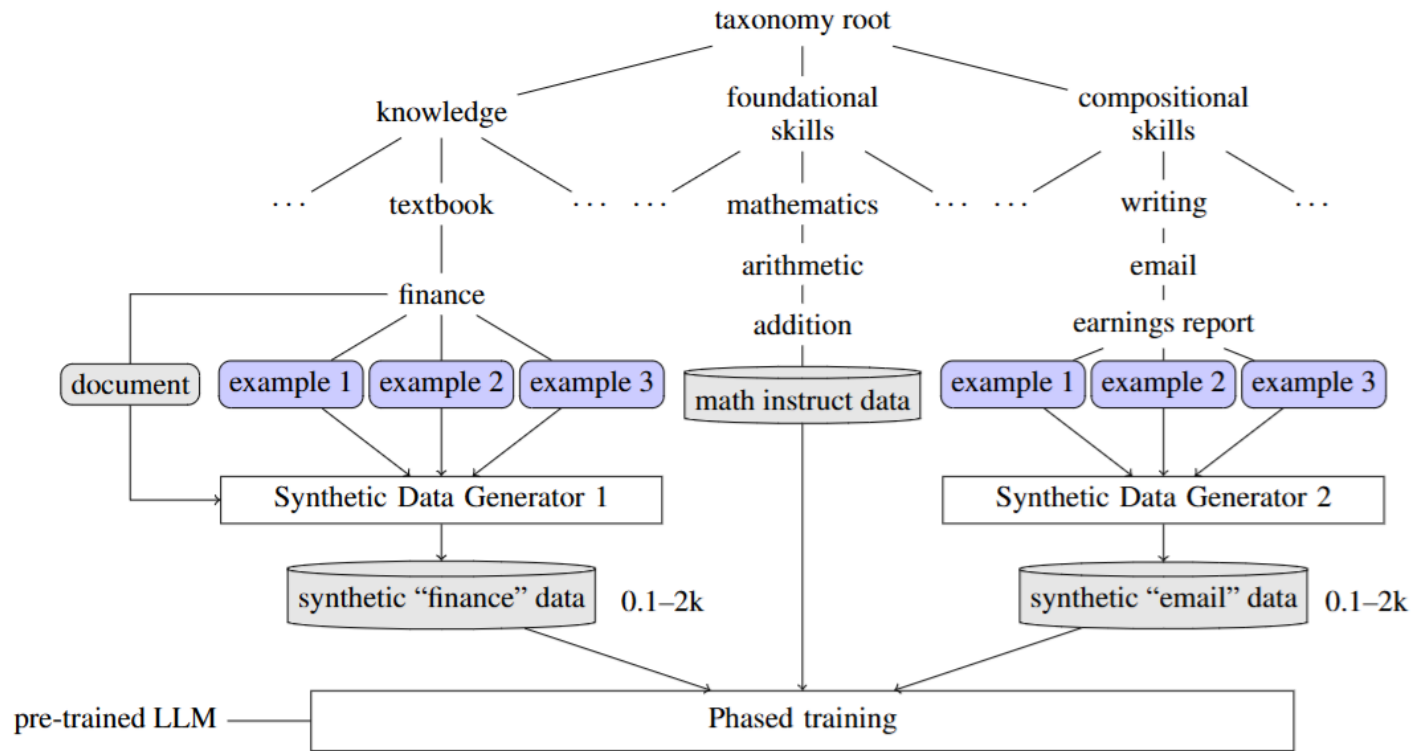 taxonomy root
knowledge
foundational
skills
compositional
skills
· · ·
textbook
· · ·
· · ·
mathematics
· · ·
· · ·
writing
· · ·
arithmetic
email
finance
addition
earnings report
document
example 1
example 2
example 3
math instruct data
example 1
example 2
example 3
Synthetic Data Generator 1
Synthetic Data Generator 2
synthetic “finance” data
0.1–2k
synthetic “email” data
0.1–2k
pre-trained LLM
Phased training